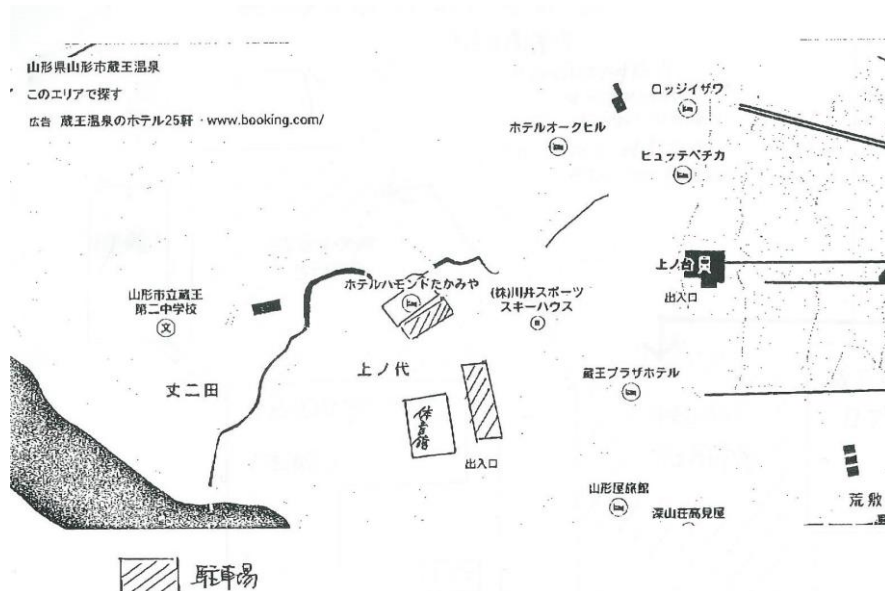 山形県山形市蔵王温泉
このエリアで探す
広告 蔵王温泉のホテル25軒 · www.booking.com/
ロッジイザワ
ホテルオークヒル
ヒュッテペチカ
上ノ台
出入口
ホテルハモンドたかみや
(株)川井スポーツ
スキーハウス
山形市立蔵王
第二中学校
文
丈二田
上ノ代
蔵王プラザホテル
体育館
出入口
山形屋旅館
深山荘高見屋
荒敷
駐車場